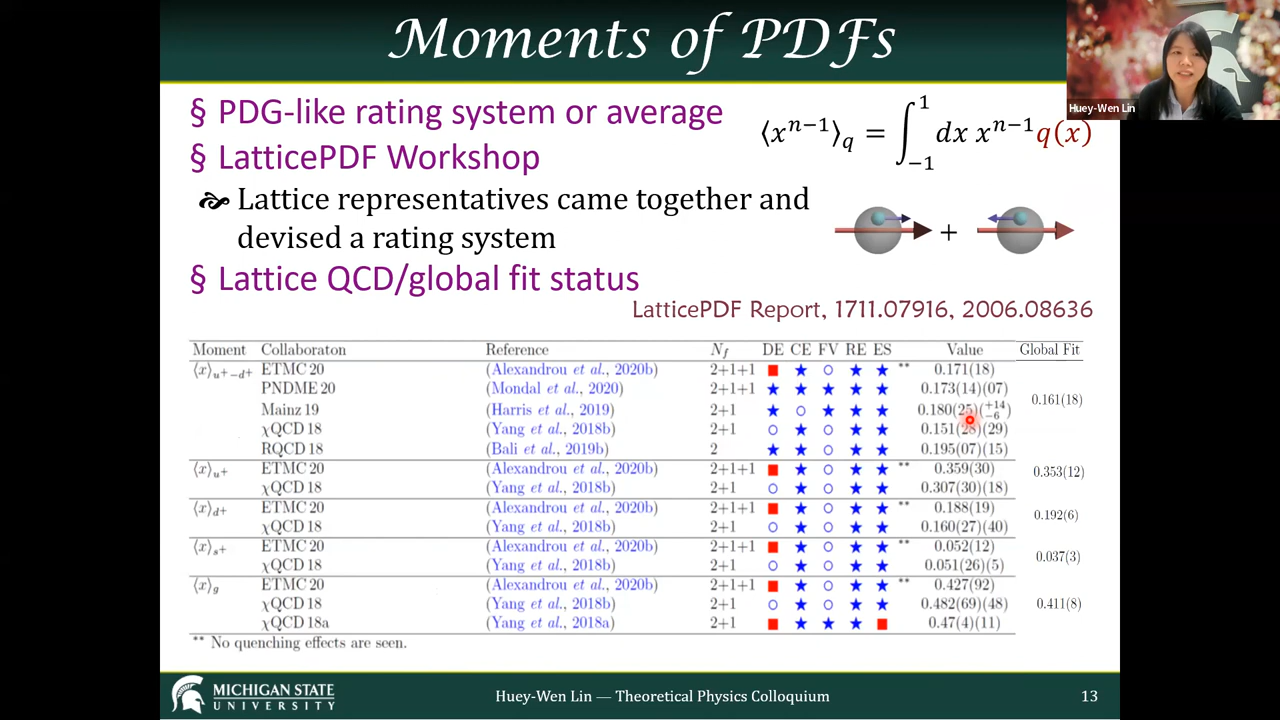 Moments of PDFs
Huey-Wen Lin
§ PDG-like rating system or average
⟨xⁿ⁻¹⟩q = ∫₋₁¹ dx xⁿ⁻¹ q(x)
§ LatticePDF Workshop
Lattice representatives came together and
devised a rating system
+
§ Lattice QCD/global fit status
LatticePDF Report, 1711.07916, 2006.08636
Moment Collaboraton Reference Nf DE CE FV RE ES Value Global Fit
⟨x⟩u⁺−d⁺ ETMC 20 (Alexandrou et al., 2020b) 2+1+1 ■ ★ ○ ★ ★ ** 0.171(18)
PNDME 20 (Mondal et al., 2020) 2+1+1 ★ ★ ★ ★ ★ 0.173(14)(07) 0.161(18)
Mainz 19 (Harris et al., 2019) 2+1 ★ ○ ★ ★ ★ 0.180(25)(+14 −6)
χQCD 18 (Yang et al., 2018b) 2+1 ○ ★ ○ ★ ★ 0.151(28)(29)
RQCD 18 (Bali et al., 2019b) 2 ★ ★ ○ ★ ★ 0.195(07)(15)
⟨x⟩u⁺ ETMC 20 (Alexandrou et al., 2020b) 2+1+1 ■ ★ ○ ★ ★ ** 0.359(30) 0.353(12)
χQCD 18 (Yang et al., 2018b) 2+1 ○ ★ ○ ★ ★ 0.307(30)(18)
⟨x⟩d⁺ ETMC 20 (Alexandrou et al., 2020b) 2+1+1 ■ ★ ○ ★ ★ ** 0.188(19) 0.192(6)
χQCD 18 (Yang et al., 2018b) 2+1 ○ ★ ○ ★ ★ 0.160(27)(40)
⟨x⟩s⁺ ETMC 20 (Alexandrou et al., 2020b) 2+1+1 ■ ★ ○ ★ ★ ** 0.052(12) 0.037(3)
χQCD 18 (Yang et al., 2018b) 2+1 ○ ★ ○ ★ ★ 0.051(26)(5)
⟨x⟩g ETMC 20 (Alexandrou et al., 2020b) 2+1+1 ■ ★ ○ ★ ★ ** 0.427(92)
χQCD 18 (Yang et al., 2018b) 2+1 ○ ★ ○ ★ ★ 0.482(69)(48) 0.411(8)
χQCD 18a (Yang et al., 2018a) 2+1 ■ ★ ★ ★ ■ 0.47(4)(11)
** No quenching effects are seen.
MICHIGAN STATE
UNIVERSITY
Huey-Wen Lin — Theoretical Physics Colloquium
13